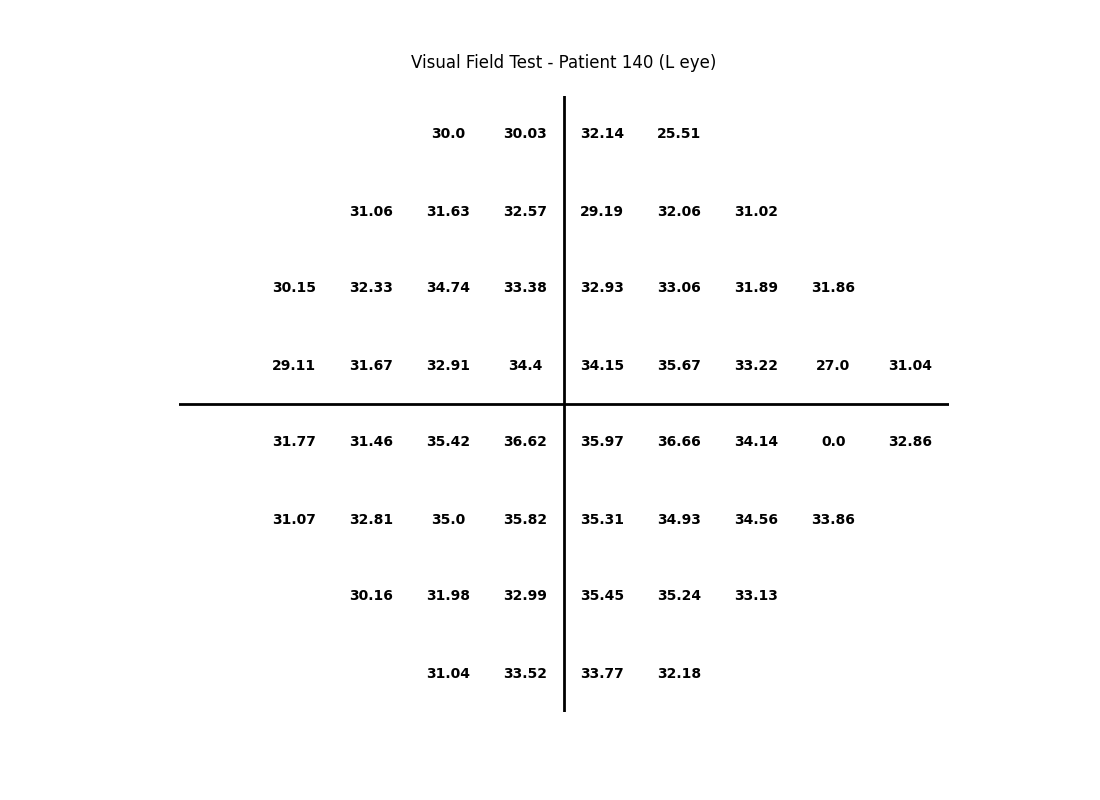 Visual Field Test - Patient 140 (L eye)
30.0 30.03 32.14 25.51
31.06 31.63 32.57 29.19 32.06 31.02
30.15 32.33 34.74 33.38 32.93 33.06 31.89 31.86
29.11 31.67 32.91 34.4 34.15 35.67 33.22 27.0 31.04
31.77 31.46 35.42 36.62 35.97 36.66 34.14 0.0 32.86
31.07 32.81 35.0 35.82 35.31 34.93 34.56 33.86
30.16 31.98 32.99 35.45 35.24 33.13
31.04 33.52 33.77 32.18